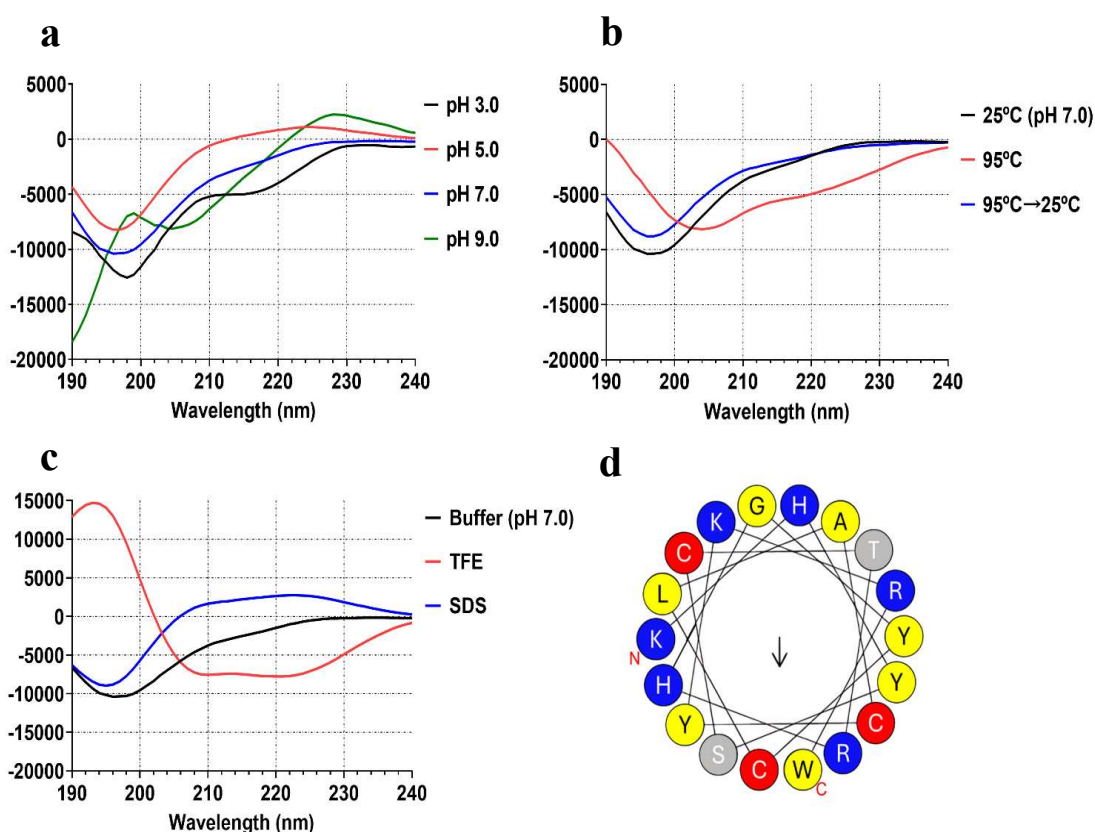 a
5000
0
-5000
-10000
-15000
-20000
190 200 210 220 230 240
Wavelength (nm)
pH 3.0
pH 5.0
pH 7.0
pH 9.0
b
5000
0
-5000
-10000
-15000
-20000
190 200 210 220 230 240
Wavelength (nm)
25ºC (pH 7.0)
95ºC
95ºC→25ºC
c
15000
10000
5000
0
-5000
-10000
-15000
-20000
190 200 210 220 230 240
Wavelength (nm)
Buffer (pH 7.0)
TFE
SDS
d
G H
K A
C T
L R
K Y
N
H Y
Y C
S R
C W
C